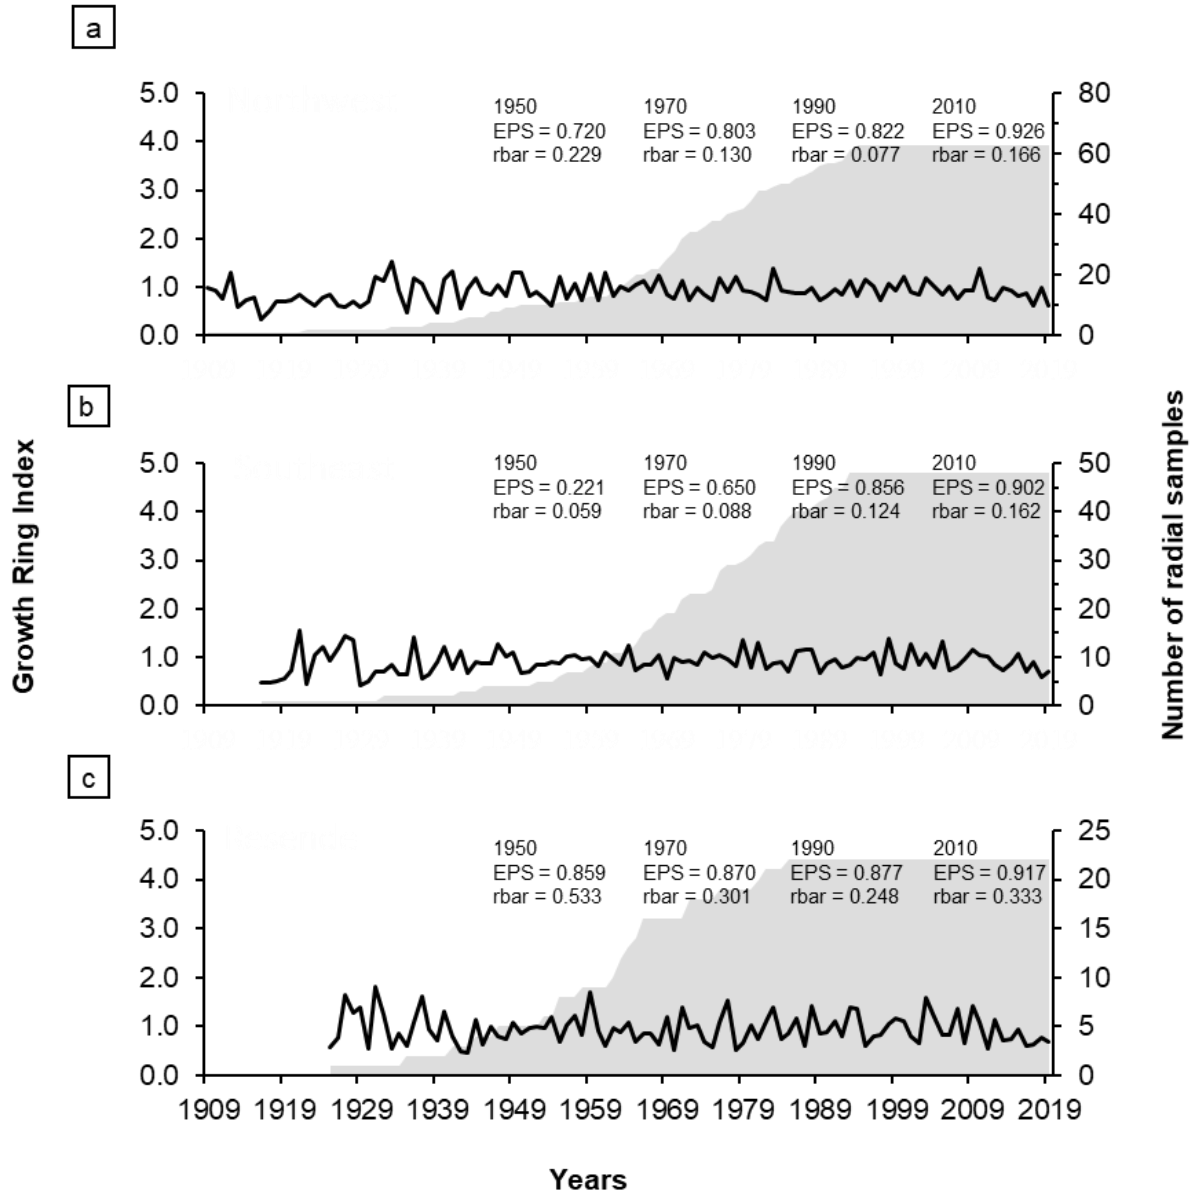 a
5.0
4.0
3.0
2.0
1.0
0.0
80
60
40
20
0
1950
EPS = 0.720
rbar = 0.229
1970
EPS = 0.803
rbar = 0.130
1990
EPS = 0.822
rbar = 0.077
2010
EPS = 0.926
rbar = 0.166
b
5.0
4.0
3.0
2.0
1.0
0.0
50
40
30
20
10
0
1950
EPS = 0.221
rbar = 0.059
1970
EPS = 0.650
rbar = 0.088
1990
EPS = 0.856
rbar = 0.124
2010
EPS = 0.902
rbar = 0.162
c
5.0
4.0
3.0
2.0
1.0
0.0
25
20
15
10
5
0
1950
EPS = 0.859
rbar = 0.533
1970
EPS = 0.870
rbar = 0.301
1990
EPS = 0.877
rbar = 0.248
2010
EPS = 0.917
rbar = 0.333
1909 1919 1929 1939 1949 1959 1969 1979 1989 1999 2009 2019
Years
Growth Ring Index
Number of radial samples